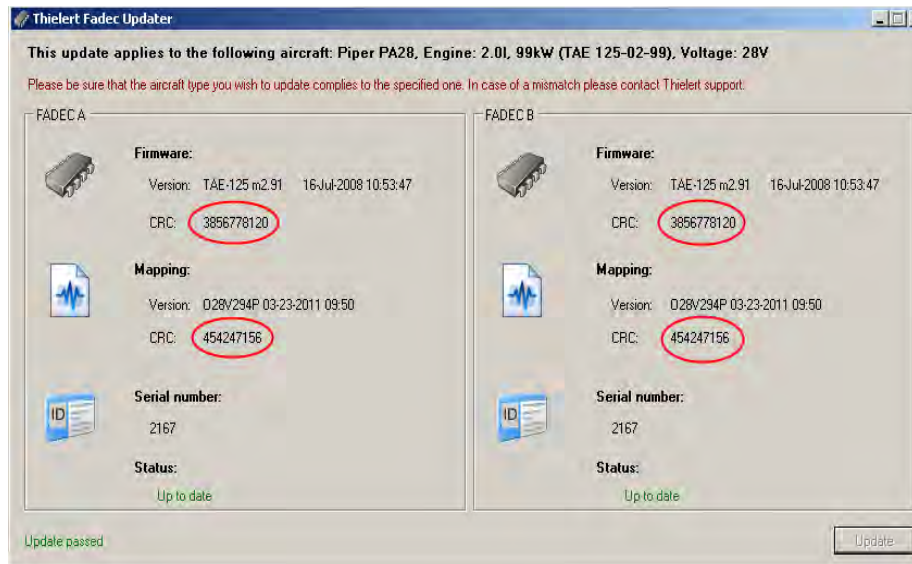 Thielert Fadec Updater
This update applies to the following aircraft: Piper PA28, Engine: 2.0l, 99kW (TAE 125-02-99), Voltage: 28V
Please be sure that the aircraft type you wish to update complies to the specified one. In case of a mismatch please contact Thielert support.
FADEC A
Firmware:
Version: TAE-125 m2.91 16-Jul-2008 10:53:47
CRC: 3856778120
Mapping:
Version: O28V294P 03-23-2011 09:50
CRC: 454247156
ID
Serial number:
2167
Status:
Up to date
FADEC B
Firmware:
Version: TAE-125 m2.91 16-Jul-2008 10:53:47
CRC: 3856778120
Mapping:
Version: O28V294P 03-23-2011 09:50
CRC: 454247156
ID
Serial number:
2167
Status:
Up to date
Update passed
Update